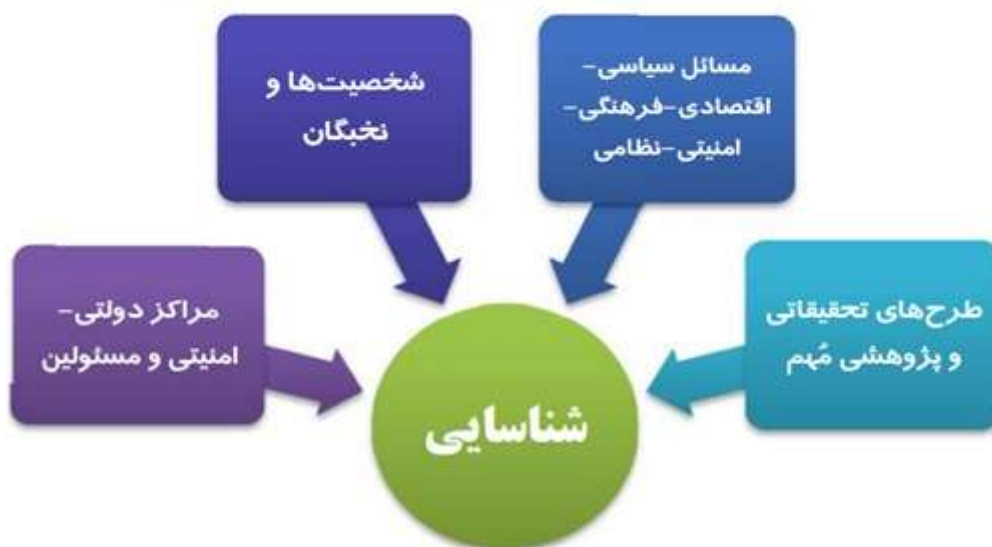 مسائل سیاسی-
اقتصادی-فرهنگی-
امنیتی-نظامی
شخصیت‌ها و
نخبگان
طرح‌های تحقیقاتی
و پژوهشی مُهم
مراکز دولتی-
امنیتی و مسئولین
شناسایی